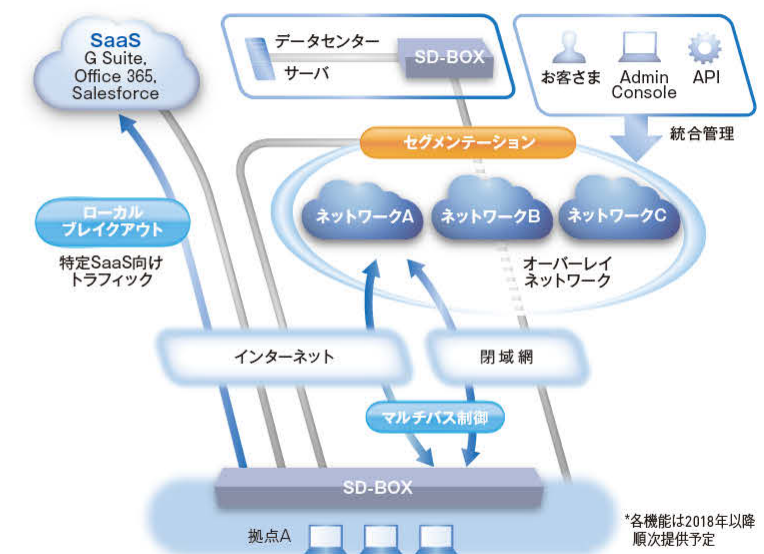 SaaS
G Suite,
Office 365,
Salesforce
データセンター
サーバ
SD-BOX
お客さま
Admin
Console
API
統合管理
セグメンテーション
ネットワークA
ネットワークB
ネットワークC
オーバーレイ
ネットワーク
ローカル
ブレイクアウト
特定SaaS向け
トラフィック
インターネット
閉域網
マルチパス制御
SD-BOX
拠点A
*各機能は2018年以降
順次提供予定